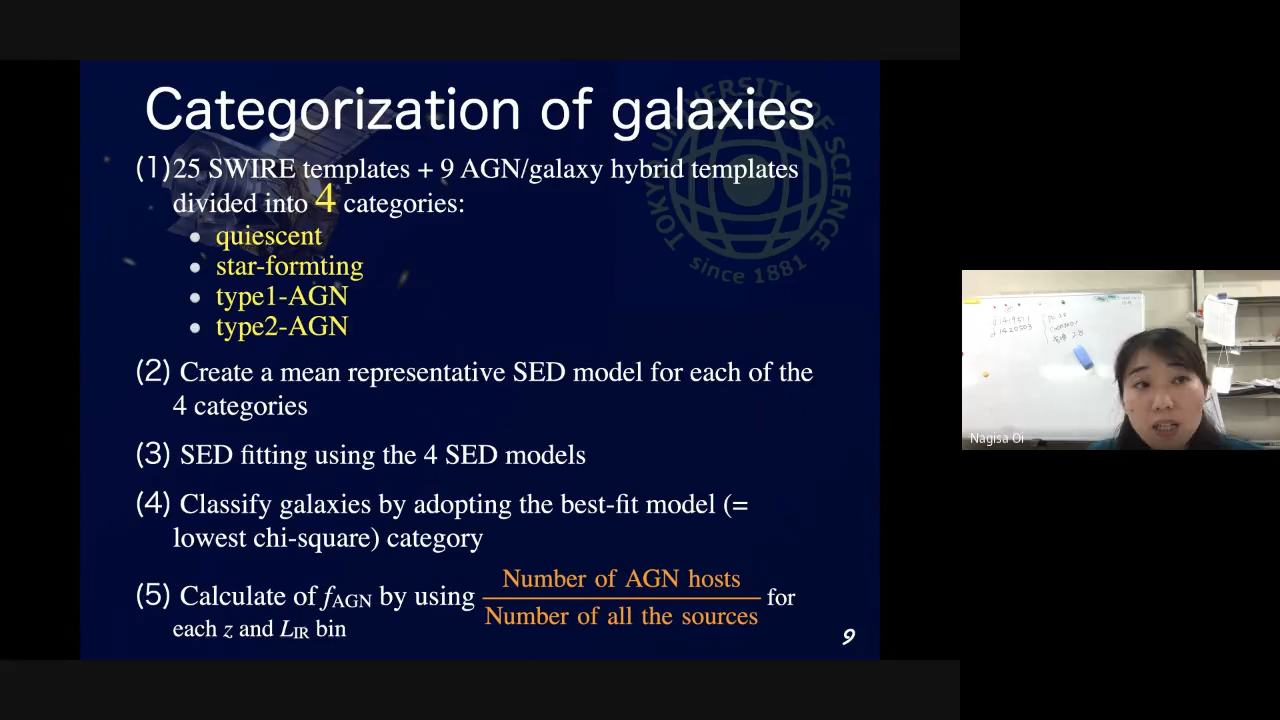 Categorization of galaxies
(1) 25 SWIRE templates + 9 AGN/galaxy hybrid templates
divided into 4 categories:
• quiescent
• star-formting
• type1-AGN
• type2-AGN
(2) Create a mean representative SED model for each of the
4 categories
(3) SED fitting using the 4 SED models
(4) Classify galaxies by adopting the best-fit model (=
lowest chi-square) category
(5) Calculate of fAGN by using Number of AGN hosts / Number of all the sources for
each z and LIR bin
9
since 1881
Nagisa Oi